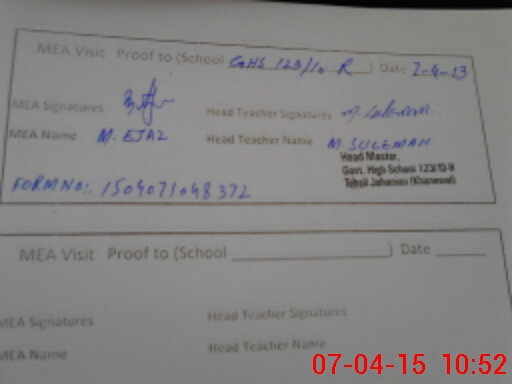 MEA Visit Proof to (School GHS 123/10 R) Date 7-4-13
MEA Signatures Head Teacher Signatures
MEA Name M. EJAZ Head Teacher Name M. SULEMAN
Head Master,
Govt. High School 123/10-R
Tehsil Jahanian (Khanewal)
FORM NO:. 1504071048372
MEA Visit Proof to (School ) Date
MEA Signatures Head Teacher Signatures
MEA Name Head Teacher Name
07-04-15 10:52